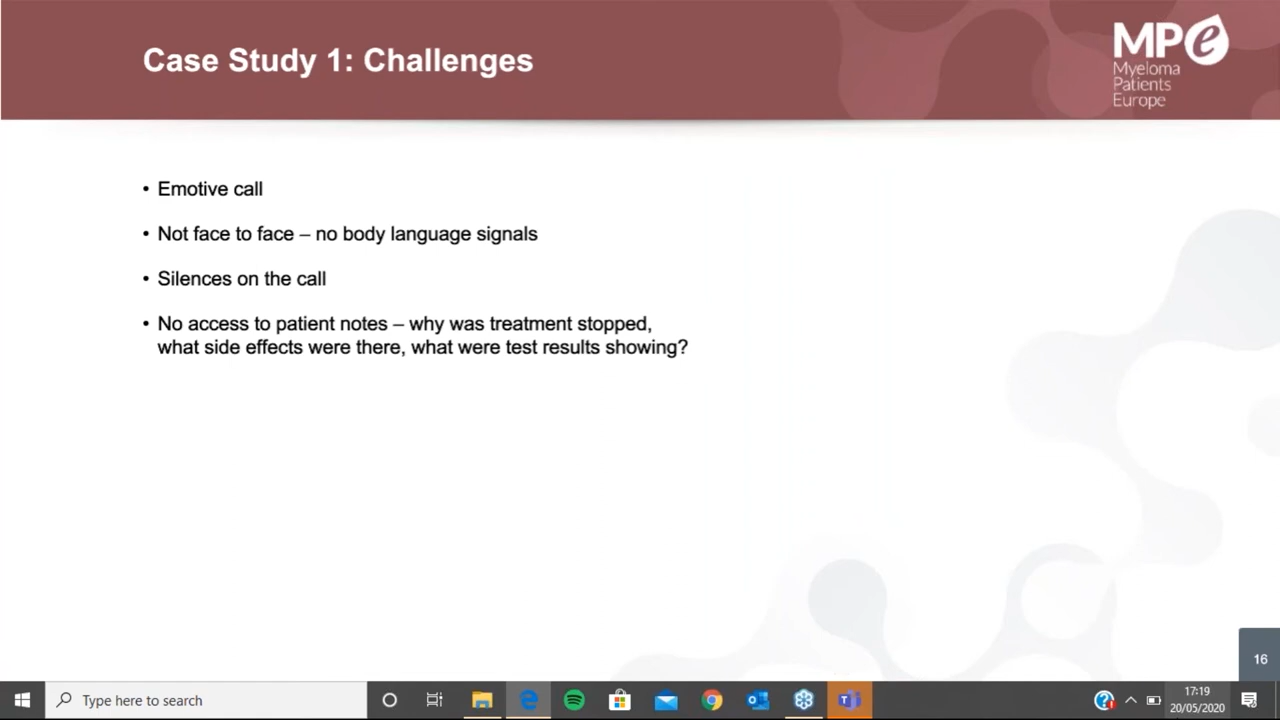 Case Study 1: Challenges
MPe
Myeloma
Patients
Europe
• Emotive call
• Not face to face – no body language signals
• Silences on the call
• No access to patient notes – why was treatment stopped,
what side effects were there, what were test results showing?
16
Type here to search
17:19
20/05/2020